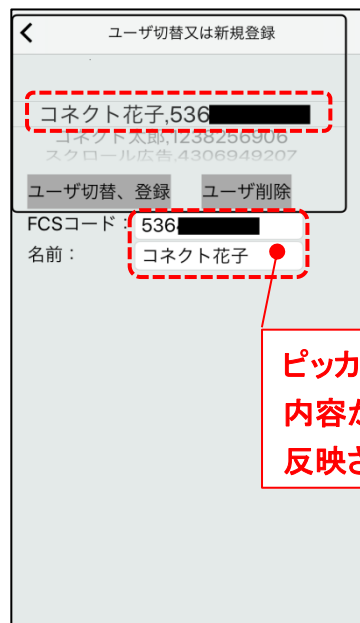 ユーザ切替又は新規登録
コネクト花子,536
コネクト太郎,1238256906
スクロール広告,4306949207
ユーザ切替、登録 ユーザ削除
FCSコード： 536
名前： コネクト花子
ピッカ
内容か
反映さ